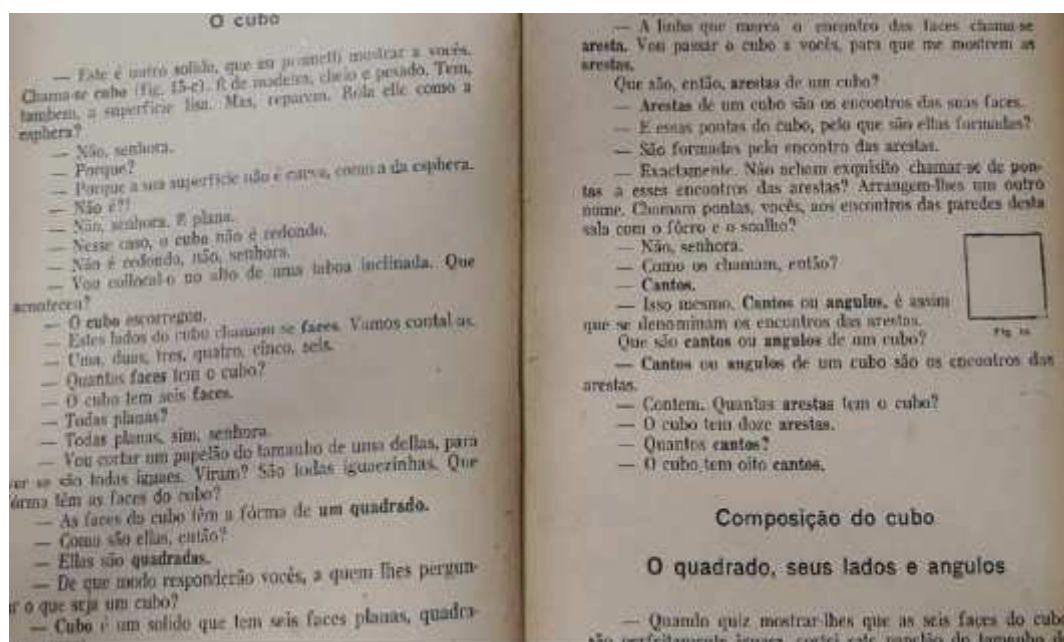 O cubo
— Este é outro solido, que eu prometti mostrar a vocês.
Chama-se cubo (fig. 15-c). É de madeira, cheio e pesado. Tem,
tambem, a superficie lisa. Mas, reparem. Rola elle como a
esphera?
— Não, senhora.
— Porque?
— Porque a sua superficie não é curva, como a da esphera.
— Não é?!
— Não, senhora. É plana.
— Nesse caso, o cubo não é redondo.
— Não é redondo, não, senhora.
— Vou collocal-o no alto de uma taboa inclinada. Que
aconteceu?
— O cubo escorregou.
— Estes lados do cubo chamam se faces. Vamos contal as.
— Uma, duas, tres, quatro, cinco, seis.
— Quantas faces tem o cubo?
— O cubo tem seis faces.
— Todas planas?
— Todas planas, sim, senhora.
— Vou cortar um papelão do tamanho de uma dellas, para
ver se são todas iguaes. Viram? São todas iguaezinhas. Que
fórma têm as faces do cubo?
— As faces do cubo têm a fórma de um quadrado.
— Como são ellas, então?
— Ellas são quadradas.
— De que modo responderão vocês, a quem lhes pergun-
ar o que seja um cubo?
— Cubo é um solido que tem seis faces planas, quadra-
— A linha que marca o encontro das faces chama-se
aresta. Vou passar o cubo a vocês, para que me mostrem as
arestas.
Que são, então, arestas de um cubo?
— Arestas de um cubo são os encontros das suas faces.
— E essas pontas do cubo, pelo que são ellas formadas?
— São formadas pelo encontro das arestas.
— Exactamente. Não acham exquisito chamar-se de pon-
tas a esses encontros das arestas? Arrangem-lhes um outro
nome. Chamam pontas, vocês, aos encontros das paredes desta
sala com o fôrro e o soalho?
— Não, senhora.
— Como os chamam, então?
— Cantos.
— Isso mesmo. Cantos ou angulos, é assim
que se denominam os encontros das arestas.
Fig. 16
Que são cantos ou angulos de um cubo?
— Cantos ou angulos de um cubo são os encontros das
arestas.
— Contem. Quantas arestas tem o cubo?
— O cubo tem doze arestas.
— Quantos cantos?
— O cubo tem oito cantos.
Composição do cubo
O quadrado, seus lados e angulos
— Quando quiz mostrar-lhes que as seis faces do cubo
são perfeitamente iguaes, cortei este papelão do tamanho